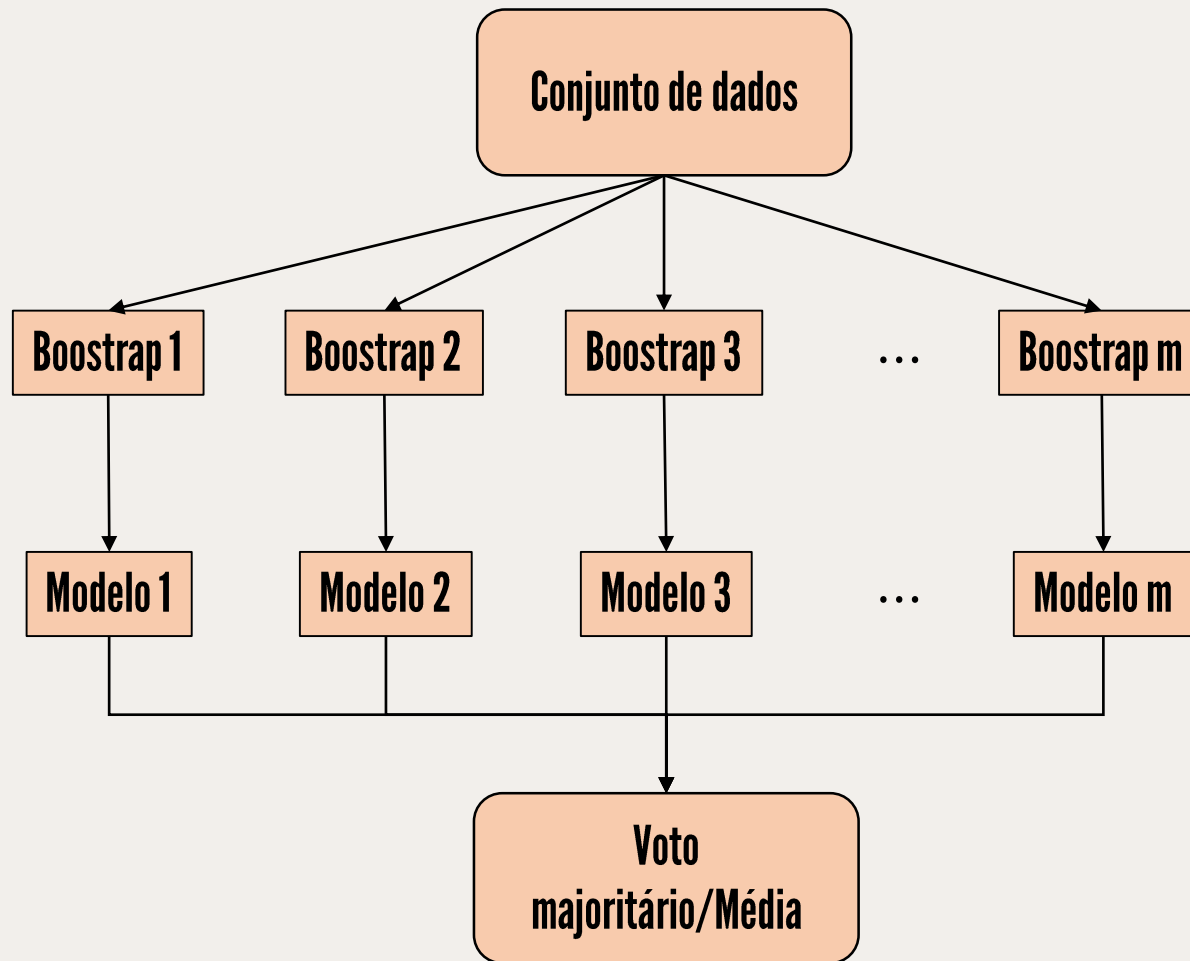 Conjunto de dados
Boostrap 1
Boostrap 2
Boostrap 3
...
Boostrap m
Modelo 1
Modelo 2
Modelo 3
...
Modelo m
Voto
majoritário/Média